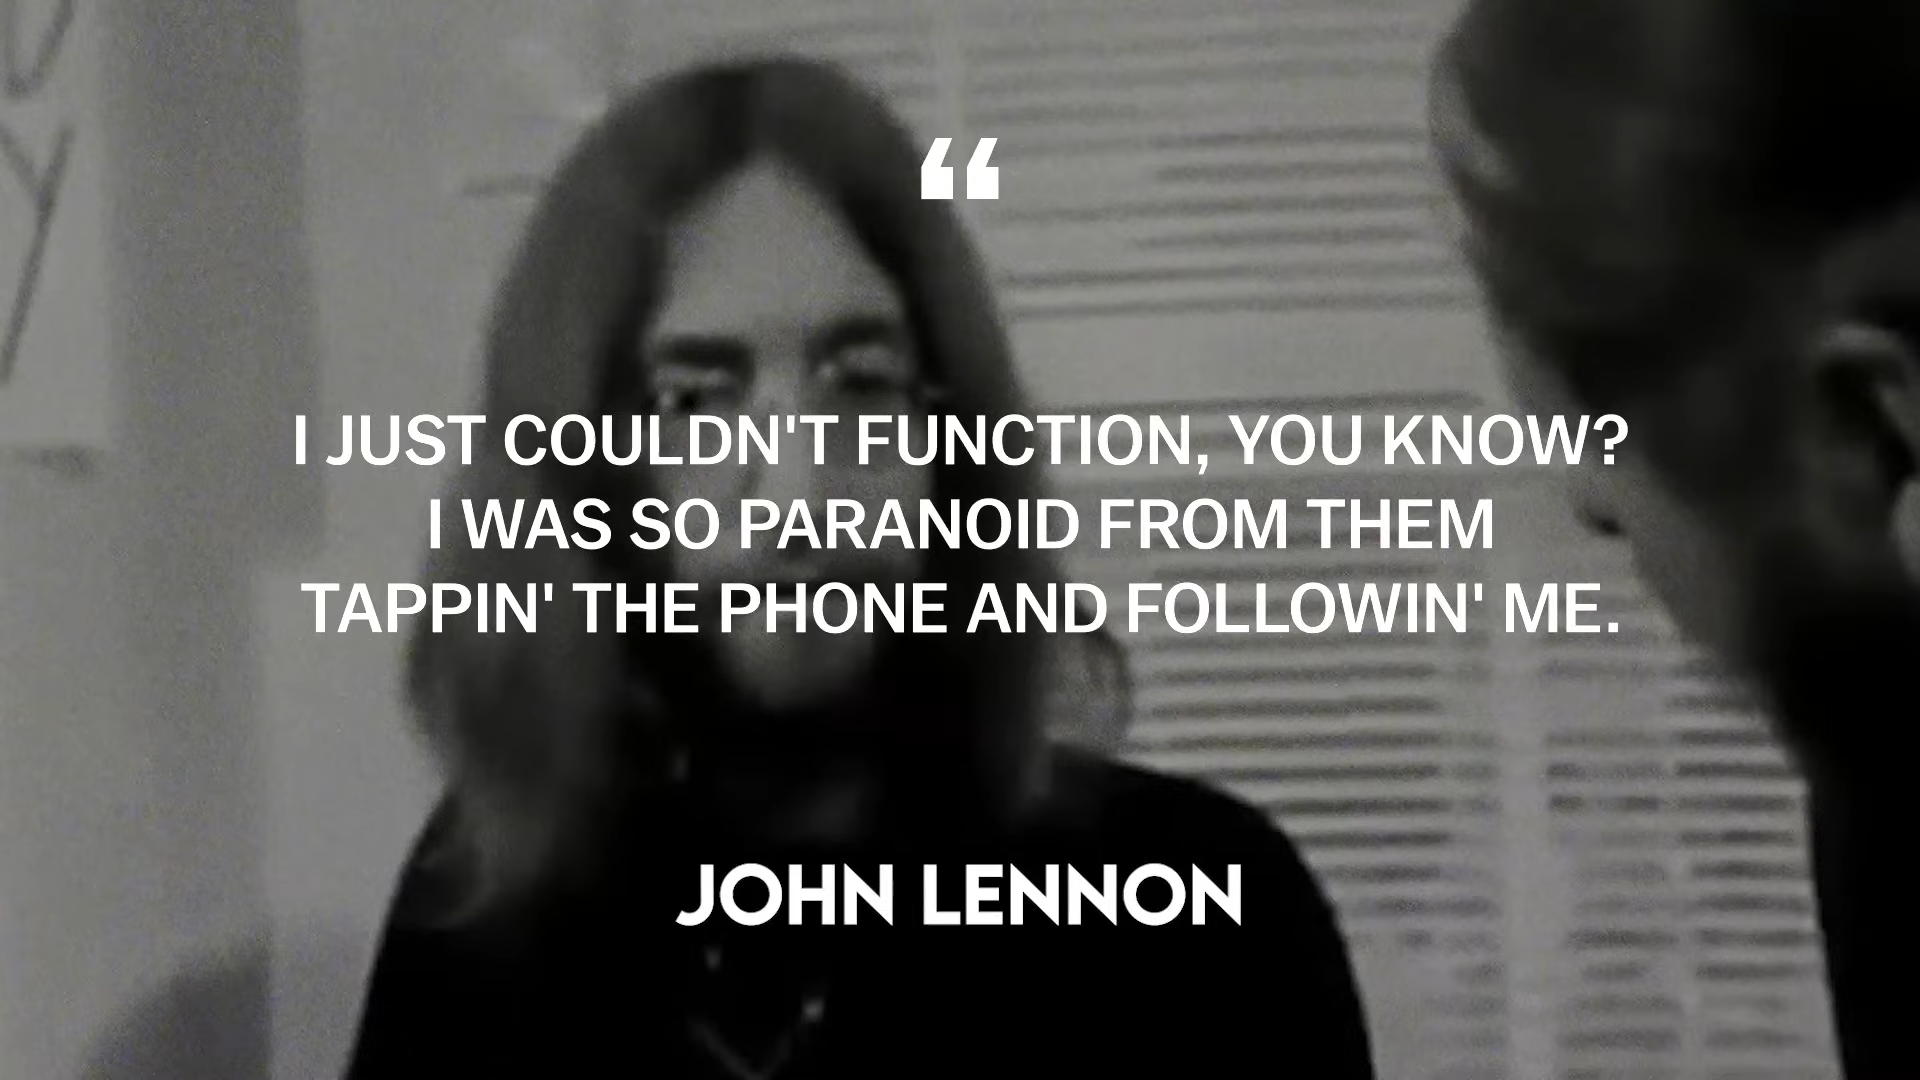 “
I JUST COULDN'T FUNCTION, YOU KNOW?
I WAS SO PARANOID FROM THEM
TAPPIN' THE PHONE AND FOLLOWIN' ME.
JOHN LENNON